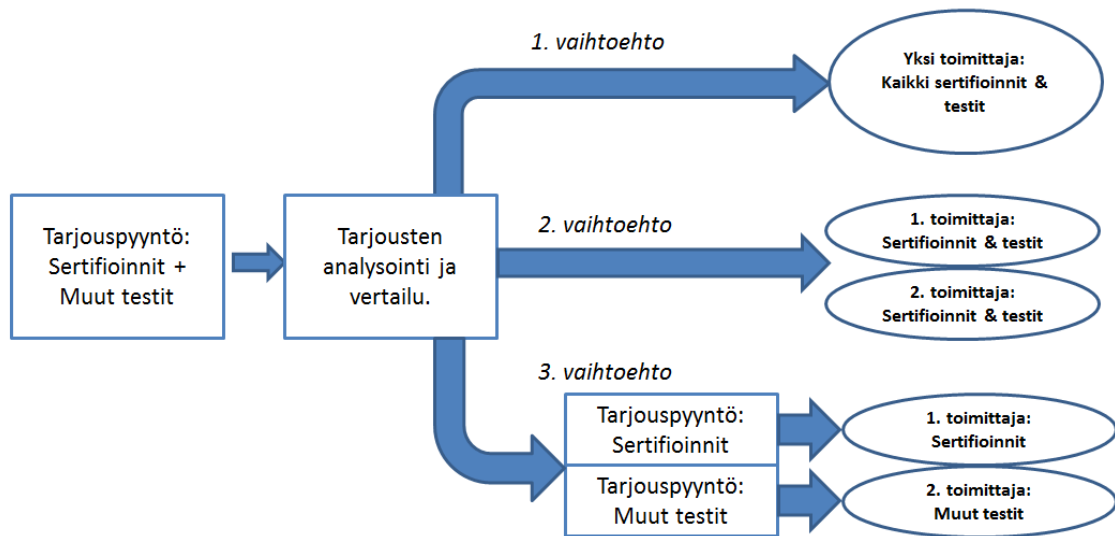 1. vaihtoehto
Yksi toimittaja:
Kaikki sertifioinnit &
testit
Tarjouspyyntö:
Sertifioinnit +
Muut testit
Tarjousten
analysointi ja
vertailu.
2. vaihtoehto
1. toimittaja:
Sertifioinnit & testit
2. toimittaja:
Sertifioinnit & testit
3. vaihtoehto
Tarjouspyyntö:
Sertifioinnit
1. toimittaja:
Sertifioinnit
Tarjouspyyntö:
Muut testit
2. toimittaja:
Muut testit